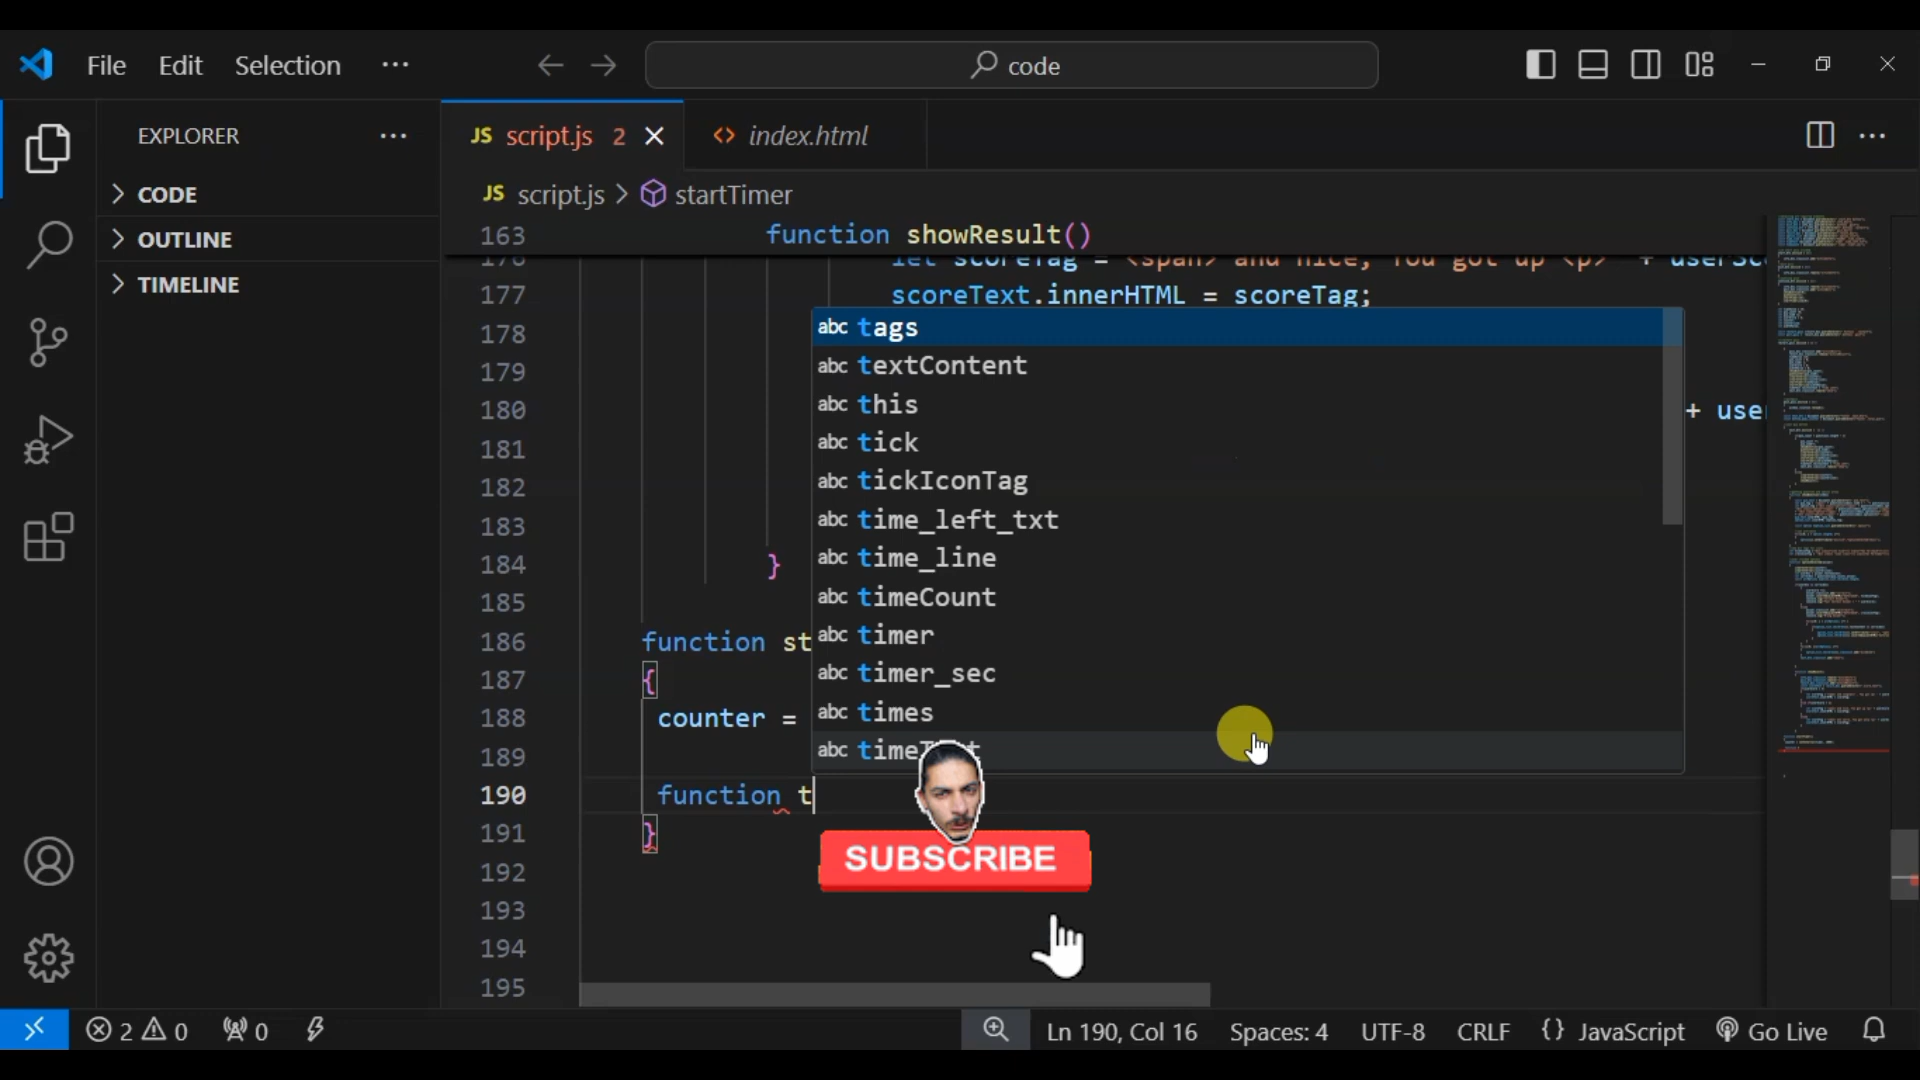 File Edit Selection ··· code
EXPLORER ···
JS script.js 2
<> index.html
···
CODE
OUTLINE
TIMELINE
JS script.js > startTimer
163 function showResult()
176 let scoreTag = <span> and nice, You got up <p> + userSc
177 scoreText.innerHTML = scoreTag;
178
179
180 + use
181
182
183
184 }
185
186 function st
187 {
188 counter =
189
190 function t
191 }
192
193
194
195
abc tags
abc textContent
abc this
abc tick
abc tickIconTag
abc time_left_txt
abc time_line
abc timeCount
abc timer
abc timer_sec
abc times
abc timeT
SUBSCRIBE
2 0 0 Ln 190, Col 16 Spaces: 4 UTF-8 CRLF {} JavaScript Go Live